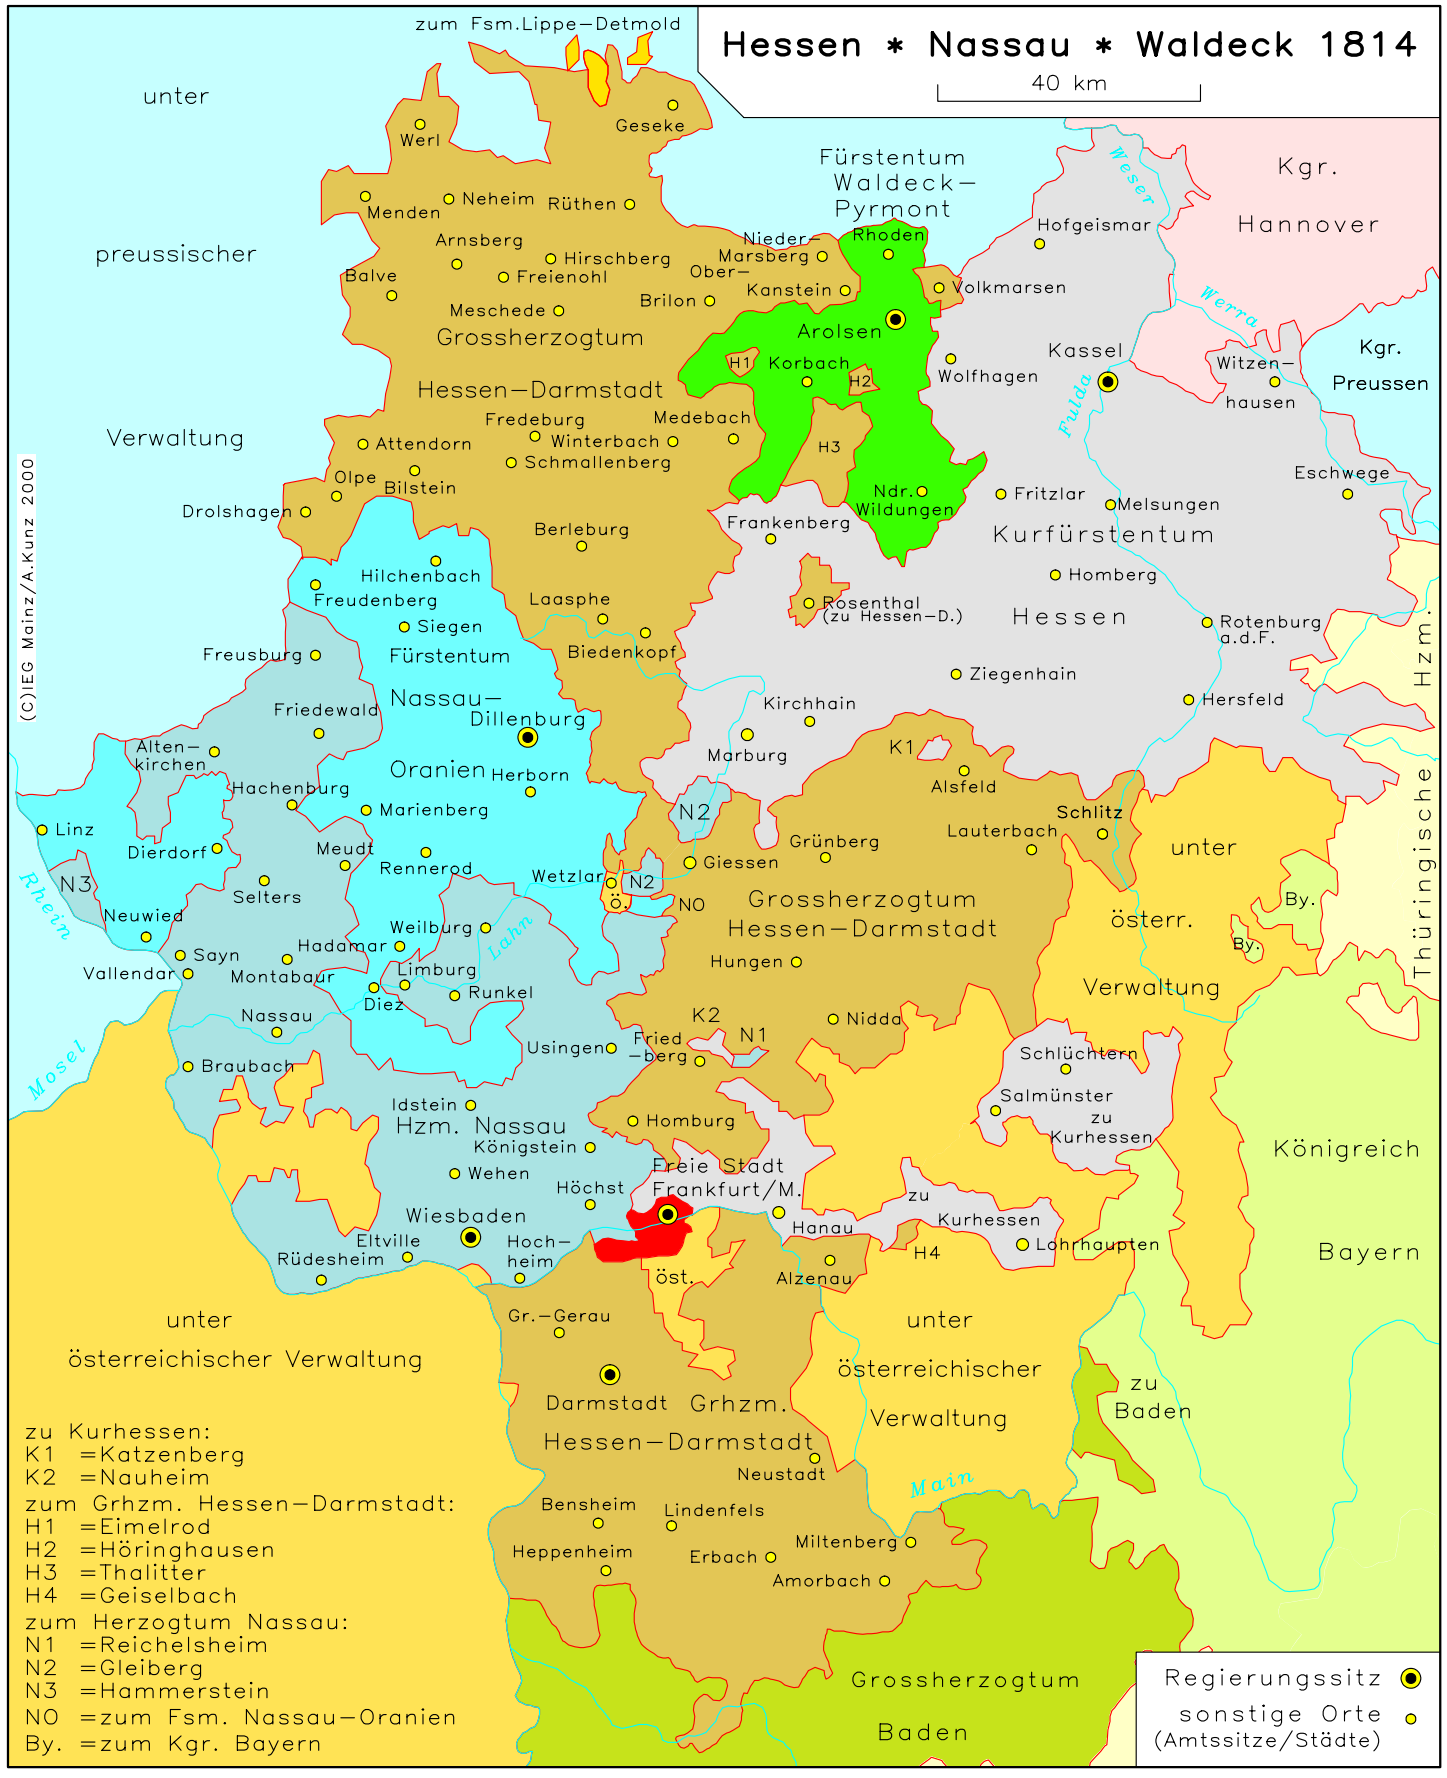 zum Fsm.Lippe-Detmold
Hessen * Nassau * Waldeck 1814
40 km
unter
preussischer
Verwaltung
Werl
Geseke
Menden
Neheim
Rüthen
Arnsberg
Hirschberg
Freienohl
Balve
Meschede
Brilon
Nieder-
Marsberg
Ober-
Kanstein
Grossherzogtum
Hessen-Darmstadt
Fredeburg
Winterbach
Medebach
Schmallenberg
Attendorn
Olpe
Bilstein
Drolshagen
Berleburg
Laasphe
Biedenkopf
Fürstentum
Waldeck-
Pyrmont
Rhoden
Arolsen
H1
Korbach
H2
H3
Ndr.
Wildungen
Volkmarsen
Wolfhagen
Hofgeismar
Weser
Kgr.
Hannover
Werra
Kassel
Fulda
Witzen-
hausen
Kgr.
Preussen
Eschwege
Fritzlar
Melsungen
Kurfürstentum
Hessen
Homberg
Frankenberg
Rosenthal
(zu Hessen-D.)
Rotenburg
a.d.F.
Ziegenhain
Hersfeld
Kirchhain
Marburg
Thüringische Hzm.
(C)IEG Mainz/A.Kunz 2000
Hilchenbach
Freudenberg
Siegen
Freusburg
Fürstentum
Nassau-
Oranien
Friedewald
Dillenburg
Alten-
kirchen
Herborn
Hachenburg
Marienberg
Linz
Dierdorf
Meudt
Rennerod
N3
Selters
Neuwied
Rhein
Sayn
Vallendar
Montabaur
Hadamar
Weilburg
Lahn
Limburg
Diez
Runkel
Nassau
Mosel
Braubach
Wetzlar
N2
N2
ö.
NO
Giessen
K1
Alsfeld
Grünberg
Lauterbach
Schlitz
Grossherzogtum
Hessen-Darmstadt
Hungen
Nidda
K2
N1
Usingen
Fried
-berg
Homburg
unter
österr.
Verwaltung
By.
By.
Schlüchtern
Salmünster
zu
Kurhessen
Königreich
Bayern
Idstein
Hzm. Nassau
Königstein
Wehen
Höchst
Wiesbaden
Eltville
Rüdesheim
Hoch-
heim
Freie Stadt
Frankfurt/M.
Hanau
zu
Kurhessen
Lohrhaupten
H4
Alzenau
öst.
unter
österreichischer Verwaltung
Gr.-Gerau
Darmstadt
Grhzm.
Hessen-Darmstadt
Neustadt
unter
österreichischer
Verwaltung
Main
zu
Baden
Bensheim
Lindenfels
Heppenheim
Erbach
Miltenberg
Amorbach
Grossherzogtum
Baden
zu Kurhessen:
K1 =Katzenberg
K2 =Nauheim
zum Grhzm. Hessen-Darmstadt:
H1 =Eimelrod
H2 =Höringhausen
H3 =Thalitter
H4 =Geiselbach
zum Herzogtum Nassau:
N1 =Reichelsheim
N2 =Gleiberg
N3 =Hammerstein
NO =zum Fsm. Nassau-Oranien
By. =zum Kgr. Bayern
Regierungssitz
sonstige Orte
(Amtssitze/Städte)